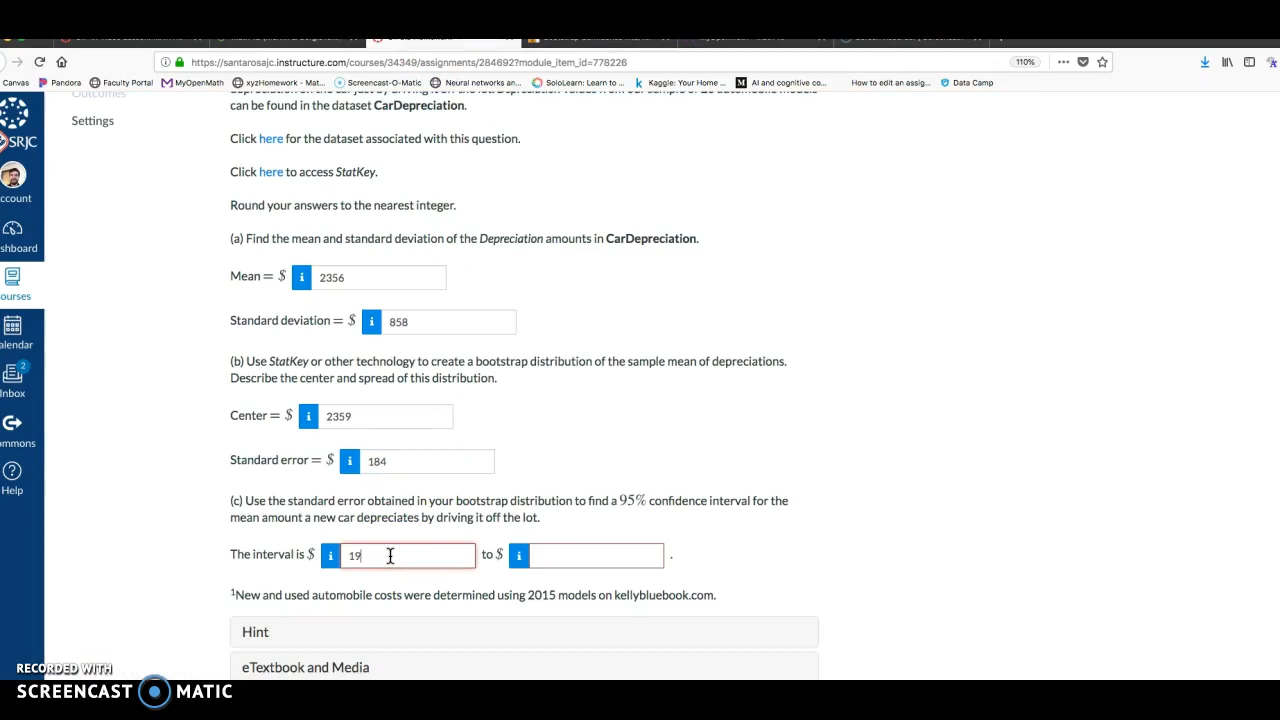 https://santarosajc.instructure.com/courses/34349/assignments/284692?module_item_id=778226
110%
Canvas
Pandora
Faculty Portal
MyOpenMath
xyzHomework - Mat...
Screencast-O-Matic
Neural networks an...
SoloLearn: Learn to ...
Kaggle: Your Home ...
AI and cognitive co...
How to edit an assig...
Data Camp
Outcomes
Settings
SRJC
ccount
shboard
ourses
alendar
2
Inbox
ommons
Help
can be found in the dataset CarDepreciation.
Click here for the dataset associated with this question.
Click here to access StatKey.
Round your answers to the nearest integer.
(a) Find the mean and standard deviation of the Depreciation amounts in CarDepreciation.
Mean = $ i 2356
Standard deviation = $ i 858
(b) Use StatKey or other technology to create a bootstrap distribution of the sample mean of depreciations.
Describe the center and spread of this distribution.
Center = $ i 2359
Standard error = $ i 184
(c) Use the standard error obtained in your bootstrap distribution to find a 95% confidence interval for the
mean amount a new car depreciates by driving it off the lot.
The interval is $ i 19 to $ i .
1New and used automobile costs were determined using 2015 models on kellybluebook.com.
Hint
eTextbook and Media
RECORDED WITH
SCREENCAST MATIC